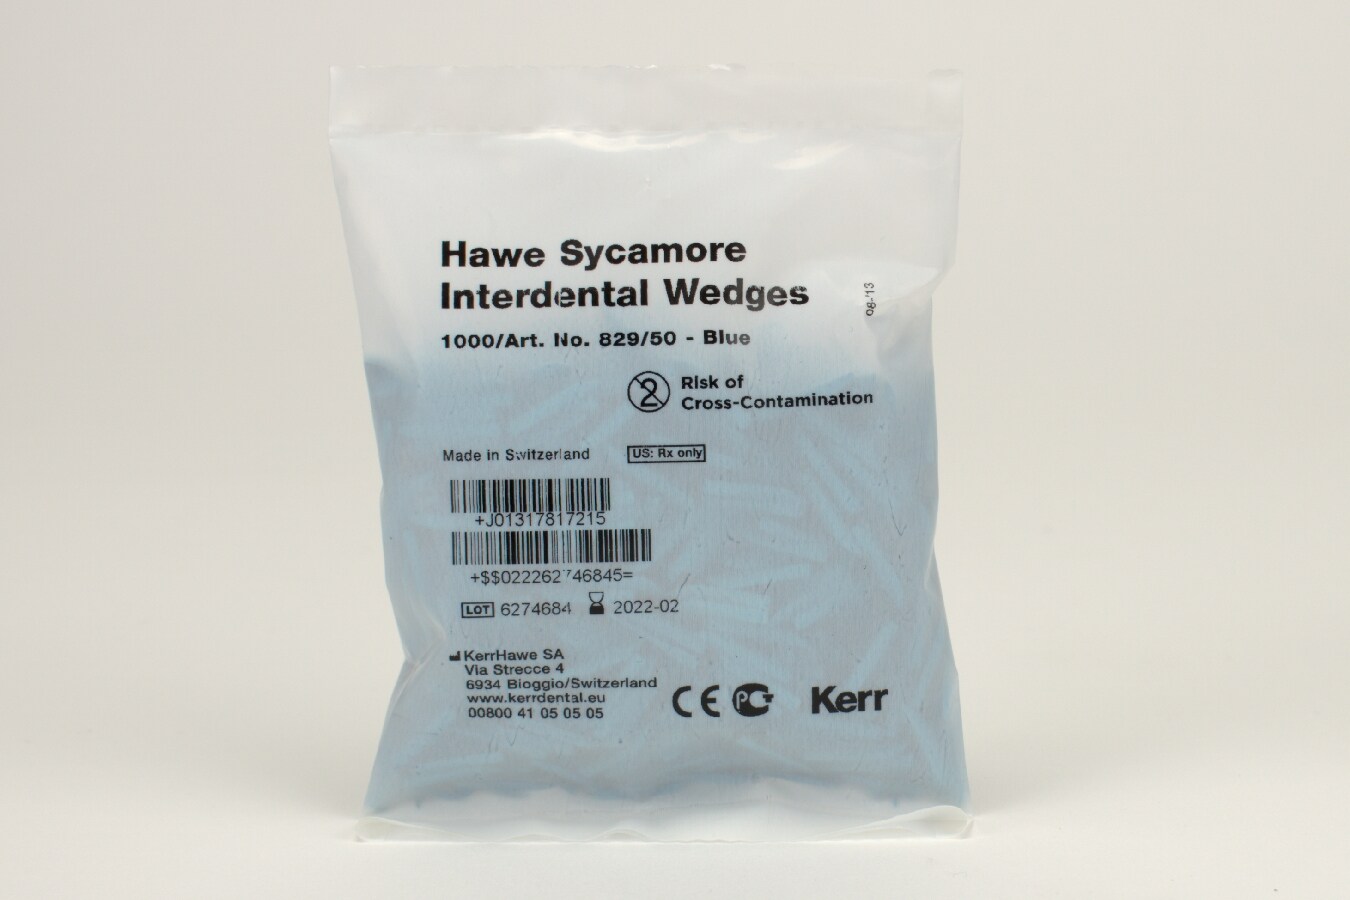 Hawe Sycamore
Interdental Wedges
08-'13
1000/Art. No. 829/50 - Blue
2
Risk of
Cross-Contamination
Made in Switzerland
US: Rx only
+J01317817215
+$$022262746845=
LOT 6274684 2022-02
KerrHawe SA
Via Strecce 4
6934 Bioggio/Switzerland
www.kerrdental.eu
00800 41 05 05 05
CE
Kerr